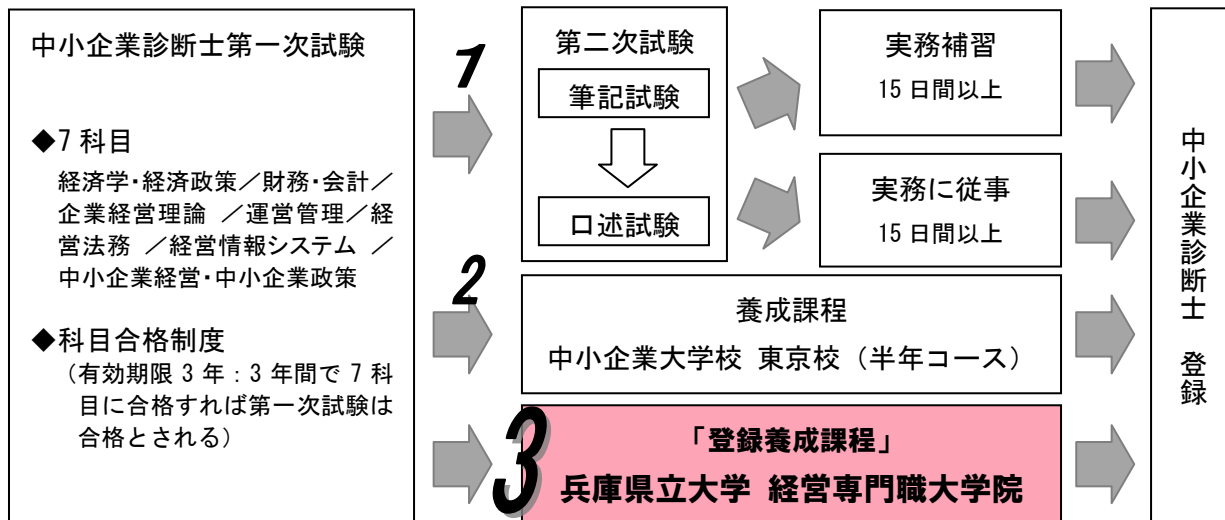 中小企業診断士第一次試験
◆7 科目
経済学・経済政策／財務・会計／
企業経営理論 ／運営管理／経
営法務 ／経営情報システム ／
中小企業経営・中小企業政策
◆科目合格制度
（有効期限 3 年：3 年間で 7 科
目に合格すれば第一次試験は
合格とされる）
1
第二次試験
筆記試験
口述試験
実務補習
15 日間以上
実務に従事
15 日間以上
2
養成課程
中小企業大学校 東京校（半年コース）
3
「登録養成課程」
兵庫県立大学 経営専門職大学院
中小企業診断士 登録